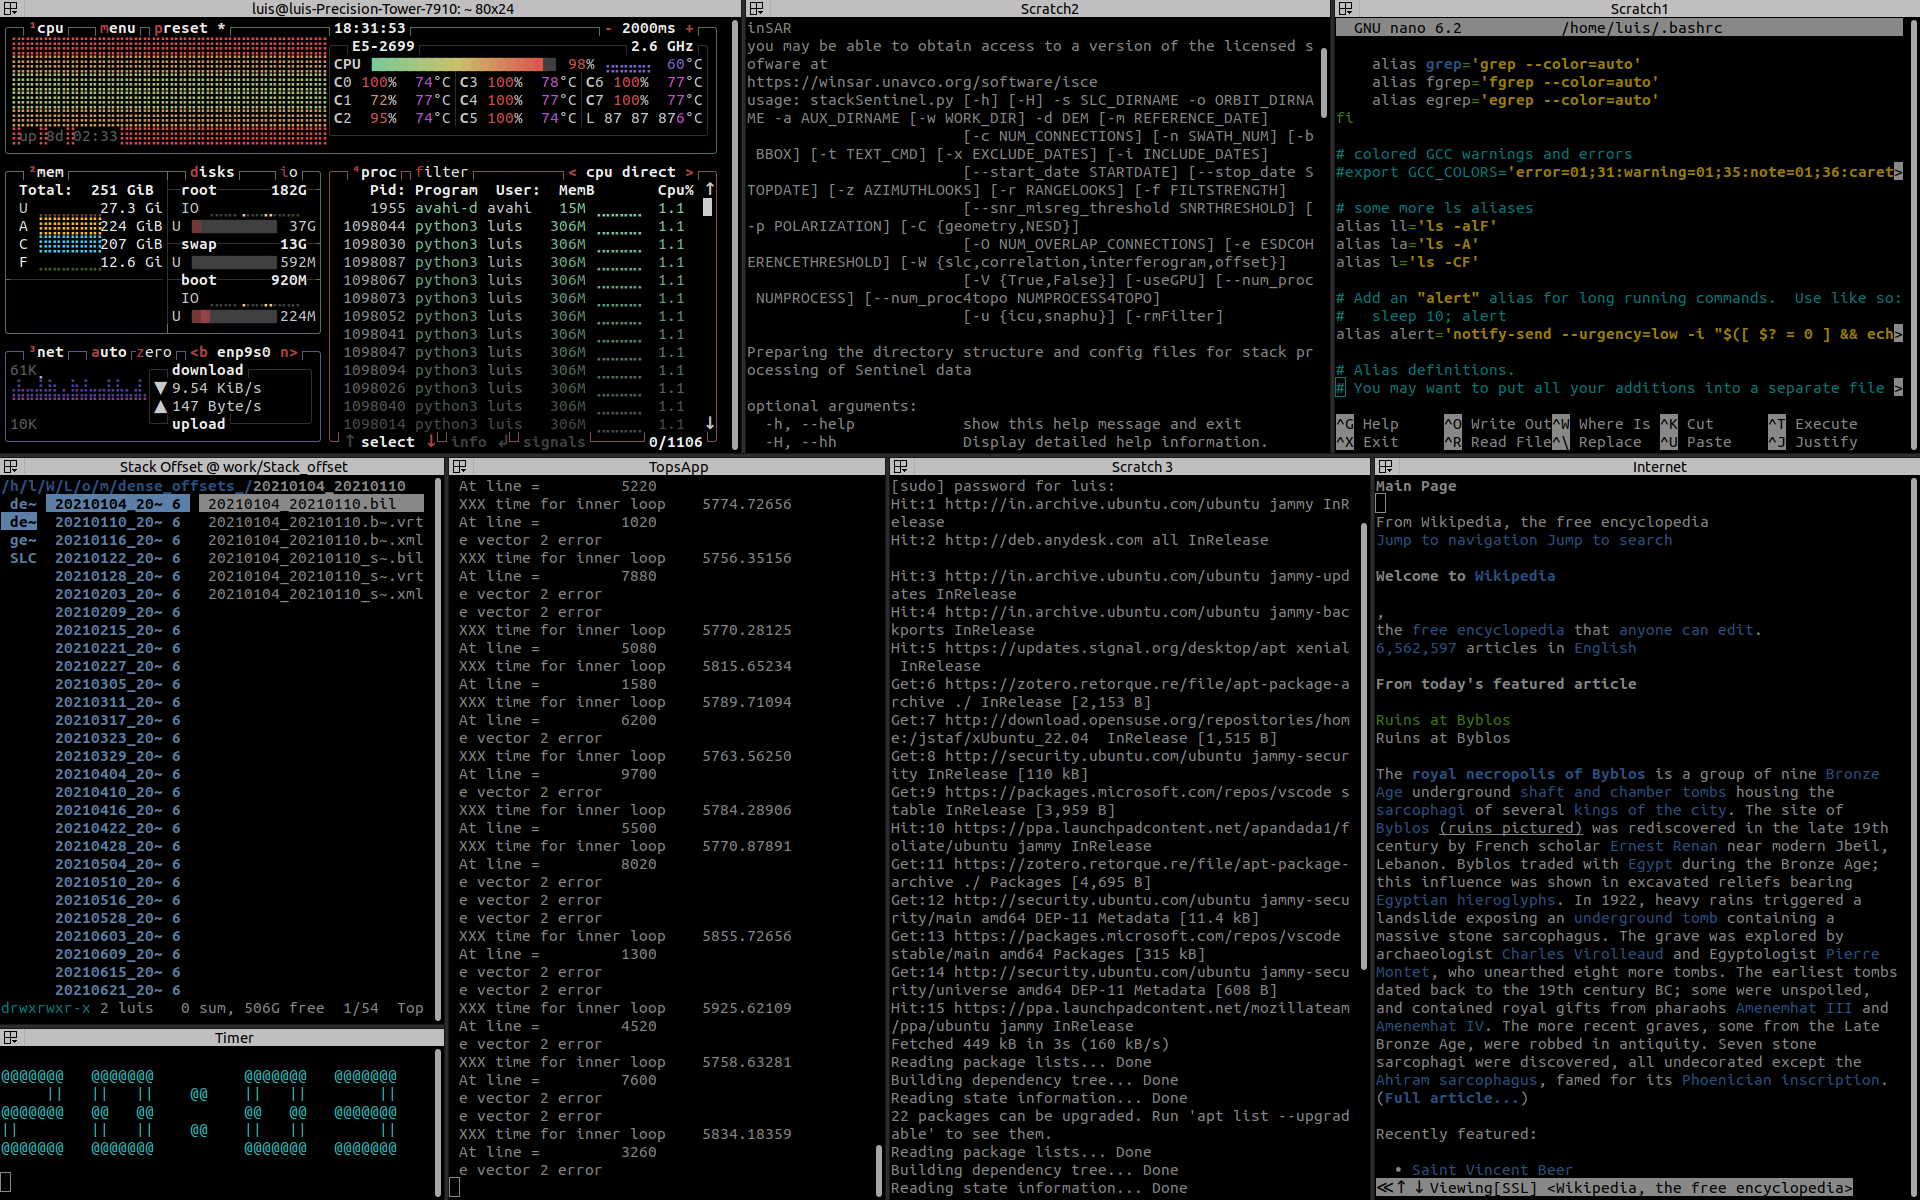 luis@luis-Precision-Tower-7910: ~ 80x24
¹cpu menu preset * 18:31:53 - 2000ms +
E5-2699 2.6 GHz
CPU 98% 60°C
C0 100% 74°C C3 100% 78°C C6 100% 77°C
C1 72% 77°C C4 100% 77°C C7 100% 77°C
C2 95% 74°C C5 100% 74°C L 87 87 876°C
up 8d 02:33
²mem disks io
Total: 251 GiB
U 27.3 Gi
A 224 GiB
C 207 GiB
F 12.6 Gi
root 182G
IO
U 37G
swap 13G
U 592M
boot 920M
IO
U 224M
³net auto zero <b enp9s0 n>
61K
10K
download
▼ 9.54 KiB/s
▲ 147 Byte/s
upload
⁴proc filter < cpu direct >
Pid: Program User: MemB Cpu% ↑
1955 avahi-d avahi 15M 1.1
1098044 python3 luis 306M 1.1
1098030 python3 luis 306M 1.1
1098087 python3 luis 306M 1.1
1098067 python3 luis 306M 1.1
1098073 python3 luis 306M 1.1
1098052 python3 luis 306M 1.1
1098041 python3 luis 306M 1.1
1098047 python3 luis 306M 1.1
1098094 python3 luis 306M 1.1
1098026 python3 luis 306M 1.1
1098040 python3 luis 306M 1.1
1098014 python3 luis 306M 1.1 ↓
↑ select ↓ info ↲ signals 0/1106
Scratch2
inSAR
you may be able to obtain access to a version of the licensed s
ofware at
https://winsar.unavco.org/software/isce
usage: stackSentinel.py [-h] [-H] -s SLC_DIRNAME -o ORBIT_DIRNA
ME -a AUX_DIRNAME [-w WORK_DIR] -d DEM [-m REFERENCE_DATE]
[-c NUM_CONNECTIONS] [-n SWATH_NUM] [-b
BBOX] [-t TEXT_CMD] [-x EXCLUDE_DATES] [-i INCLUDE_DATES]
[--start_date STARTDATE] [--stop_date S
TOPDATE] [-z AZIMUTHLOOKS] [-r RANGELOOKS] [-f FILTSTRENGTH]
[--snr_misreg_threshold SNRTHRESHOLD] [
-p POLARIZATION] [-C {geometry,NESD}]
[-O NUM_OVERLAP_CONNECTIONS] [-e ESDCOH
ERENCETHRESHOLD] [-W {slc,correlation,interferogram,offset}]
[-V {True,False}] [-useGPU] [--num_proc
NUMPROCESS] [--num_proc4topo NUMPROCESS4TOPO]
[-u {icu,snaphu}] [-rmFilter]
Preparing the directory structure and config files for stack pr
ocessing of Sentinel data
optional arguments:
-h, --help show this help message and exit
-H, --hh Display detailed help information.
Scratch1
GNU nano 6.2 /home/luis/.bashrc
alias grep='grep --color=auto'
alias fgrep='fgrep --color=auto'
alias egrep='egrep --color=auto'
fi
# colored GCC warnings and errors
#export GCC_COLORS='error=01;31:warning=01;35:note=01;36:caret>
# some more ls aliases
alias ll='ls -alF'
alias la='ls -A'
alias l='ls -CF'
# Add an "alert" alias for long running commands.  Use like so:
#   sleep 10; alert
alias alert='notify-send --urgency=low -i "$([ $? = 0 ] && ech>
# Alias definitions.
# You may want to put all your additions into a separate file >
^G Help ^O Write Out ^W Where Is ^K Cut ^T Execute
^X Exit ^R Read File ^\ Replace ^U Paste ^J Justify
Stack Offset @ work/Stack_offset
/h/l/W/L/o/m/dense_offsets_/20210104_20210110
de~ 20210104_20~ 6 20210104_20210110.bil
de~ 20210110_20~ 6 20210104_20210110.b~.vrt
ge~ 20210116_20~ 6 20210104_20210110.b~.xml
SLC 20210122_20~ 6 20210104_20210110_s~.bil
20210128_20~ 6 20210104_20210110_s~.vrt
20210203_20~ 6 20210104_20210110_s~.xml
20210209_20~ 6
20210215_20~ 6
20210221_20~ 6
20210227_20~ 6
20210305_20~ 6
20210311_20~ 6
20210317_20~ 6
20210323_20~ 6
20210329_20~ 6
20210404_20~ 6
20210410_20~ 6
20210416_20~ 6
20210422_20~ 6
20210428_20~ 6
20210504_20~ 6
20210510_20~ 6
20210516_20~ 6
20210528_20~ 6
20210603_20~ 6
20210609_20~ 6
20210615_20~ 6
20210621_20~ 6
drwxrwxr-x 2 luis 0 sum, 506G free 1/54 Top
Timer
@@@@@@@ @@@@@@@ @@@@@@@ @@@@@@@
|| || || @@ || || ||
@@@@@@@ @@ @@ @@ @@ @@@@@@@
|| || || @@ || || ||
@@@@@@@ @@@@@@@ @@@@@@@ @@@@@@@
TopsApp
At line = 5220
XXX time for inner loop 5774.72656
At line = 1020
e vector 2 error
XXX time for inner loop 5756.35156
At line = 7880
e vector 2 error
e vector 2 error
XXX time for inner loop 5770.28125
At line = 5080
XXX time for inner loop 5815.65234
At line = 1580
XXX time for inner loop 5789.71094
At line = 6200
e vector 2 error
XXX time for inner loop 5763.56250
At line = 9700
e vector 2 error
XXX time for inner loop 5784.28906
At line = 5500
XXX time for inner loop 5770.87891
At line = 8020
e vector 2 error
e vector 2 error
e vector 2 error
XXX time for inner loop 5855.72656
At line = 1300
e vector 2 error
e vector 2 error
XXX time for inner loop 5925.62109
At line = 4520
e vector 2 error
XXX time for inner loop 5758.63281
At line = 7600
e vector 2 error
e vector 2 error
XXX time for inner loop 5834.18359
At line = 3260
e vector 2 error
Scratch 3
[sudo] password for luis:
Hit:1 http://in.archive.ubuntu.com/ubuntu jammy InR
elease
Hit:2 http://deb.anydesk.com all InRelease
Hit:3 http://in.archive.ubuntu.com/ubuntu jammy-upd
ates InRelease
Hit:4 http://in.archive.ubuntu.com/ubuntu jammy-bac
kports InRelease
Hit:5 https://updates.signal.org/desktop/apt xenial
InRelease
Get:6 https://zotero.retorque.re/file/apt-package-a
rchive ./ InRelease [2,153 B]
Get:7 http://download.opensuse.org/repositories/hom
e:/jstaf/xUbuntu_22.04  InRelease [1,515 B]
Get:8 http://security.ubuntu.com/ubuntu jammy-secur
ity InRelease [110 kB]
Get:9 https://packages.microsoft.com/repos/vscode s
table InRelease [3,959 B]
Hit:10 https://ppa.launchpadcontent.net/apandada1/f
oliate/ubuntu jammy InRelease
Get:11 https://zotero.retorque.re/file/apt-package-
archive ./ Packages [4,695 B]
Get:12 http://security.ubuntu.com/ubuntu jammy-secu
rity/main amd64 DEP-11 Metadata [11.4 kB]
Get:13 https://packages.microsoft.com/repos/vscode
stable/main amd64 Packages [315 kB]
Get:14 http://security.ubuntu.com/ubuntu jammy-secu
rity/universe amd64 DEP-11 Metadata [608 B]
Hit:15 https://ppa.launchpadcontent.net/mozillateam
/ppa/ubuntu jammy InRelease
Fetched 449 kB in 3s (160 kB/s)
Reading package lists... Done
Building dependency tree... Done
Reading state information... Done
22 packages can be upgraded. Run 'apt list --upgrad
able' to see them.
Reading package lists... Done
Building dependency tree... Done
Reading state information... Done
Internet
Main Page
From Wikipedia, the free encyclopedia
Jump to navigation Jump to search
Welcome to Wikipedia
,
the free encyclopedia that anyone can edit.
6,562,597 articles in English
From today's featured article
Ruins at Byblos
Ruins at Byblos
The royal necropolis of Byblos is a group of nine Bronze
Age underground shaft and chamber tombs housing the
sarcophagi of several kings of the city. The site of
Byblos (ruins pictured) was rediscovered in the late 19th
century by French scholar Ernest Renan near modern Jbeil,
Lebanon. Byblos traded with Egypt during the Bronze Age;
this influence was shown in excavated reliefs bearing
Egyptian hieroglyphs. In 1922, heavy rains triggered a
landslide exposing an underground tomb containing a
massive stone sarcophagus. The grave was explored by
archaeologist Charles Virolleaud and Egyptologist Pierre
Montet, who unearthed eight more tombs. The earliest tombs
dated back to the 19th century BC; some were unspoiled,
and contained royal gifts from pharaohs Amenemhat III and
Amenemhat IV. The more recent graves, some from the Late
Bronze Age, were robbed in antiquity. Seven stone
sarcophagi were discovered, all undecorated except the
Ahiram sarcophagus, famed for its Phoenician inscription.
(Full article...)
Recently featured:
• Saint Vincent Beer
≪↑ ↓ Viewing[SSL] <Wikipedia, the free encyclopedia>